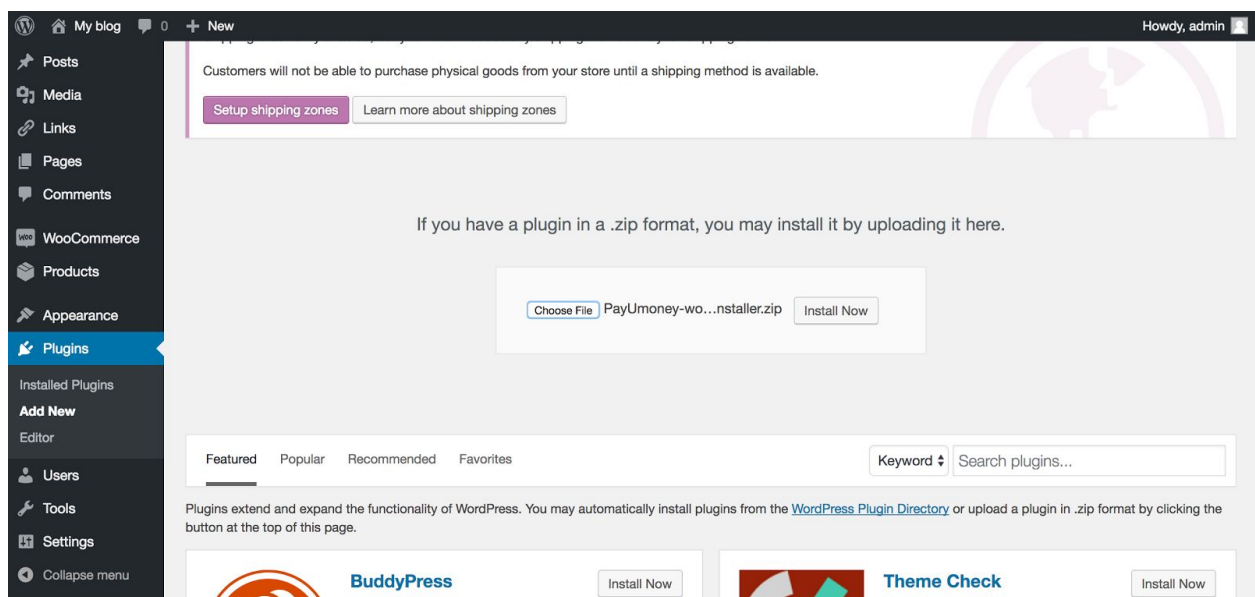 My blog 0 + New
Howdy, admin
Posts
Media
Links
Pages
Comments
WooCommerce
Products
Appearance
Plugins
Installed Plugins
Add New
Editor
Users
Tools
Settings
Collapse menu
Customers will not be able to purchase physical goods from your store until a shipping method is available.
Setup shipping zones Learn more about shipping zones
If you have a plugin in a .zip format, you may install it by uploading it here.
Choose File PayUmoney-wo...nstaller.zip Install Now
Featured Popular Recommended Favorites
Keyword Search plugins...
Plugins extend and expand the functionality of WordPress. You may automatically install plugins from the WordPress Plugin Directory or upload a plugin in .zip format by clicking the
button at the top of this page.
BuddyPress Install Now
Theme Check Install Now